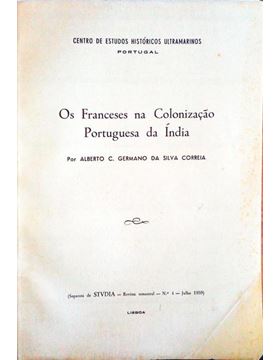 CENTRO DE ESTUDOS HISTÓRICOS ULTRAMARINOS
PORTUGAL
Os Franceses na Colonização
Portuguesa da Índia
Por ALBERTO C. GERMANO DA SILVA CORREIA
(Separata de STVDIA — Revista semestral — N.º 4 — Julho 1959)
LISBOA